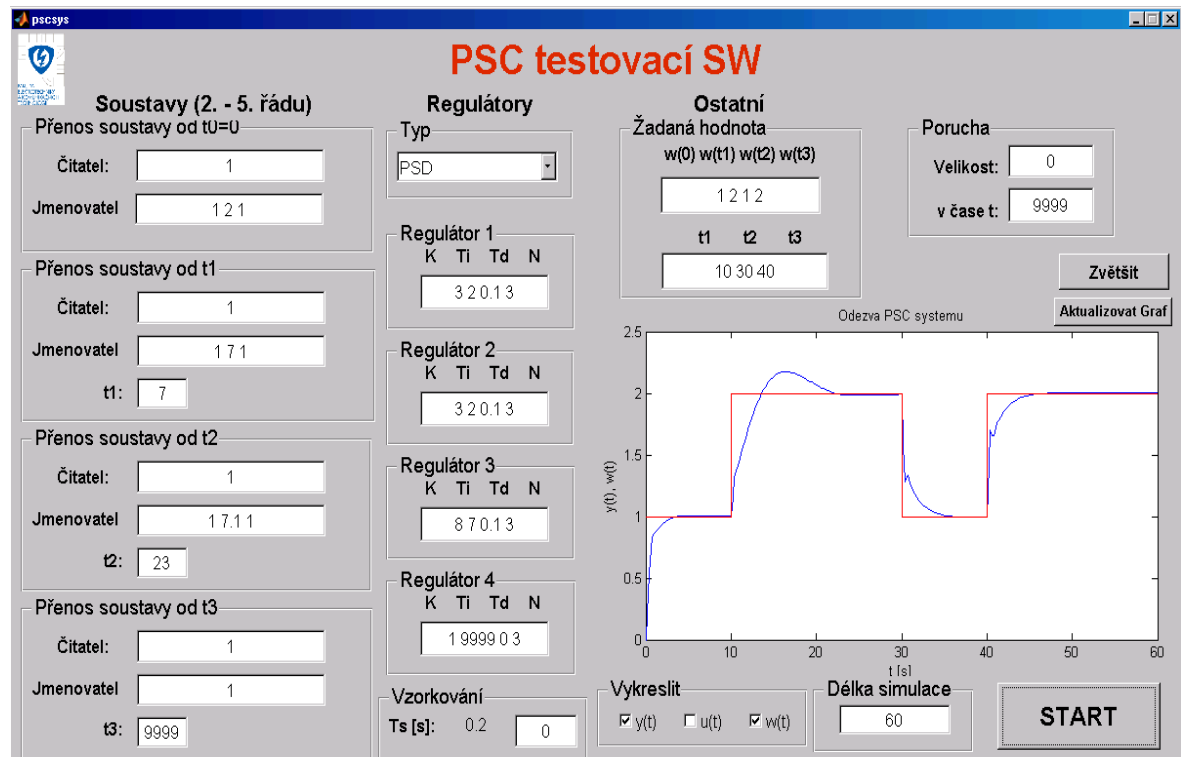 pscsys
PSC testovací SW
Soustavy (2. - 5. řádu)
Přenos soustavy od t0=0
Čitatel:
1
Jmenovatel
1 2 1
Přenos soustavy od t1
Čitatel:
1
Jmenovatel
1 7 1
t1:
7
Přenos soustavy od t2
Čitatel:
1
Jmenovatel
1 7.1 1
t2:
23
Přenos soustavy od t3
Čitatel:
1
Jmenovatel
1
t3:
9999
Regulátory
Typ
PSD
Regulátor 1
K Ti Td N
3 2 0.1 3
Regulátor 2
K Ti Td N
3 2 0.1 3
Regulátor 3
K Ti Td N
8 7 0.1 3
Regulátor 4
K Ti Td N
1 9999 0 3
Vzorkování
Ts [s]:
0.2
0
Ostatní
Žadaná hodnota
w(0) w(t1) w(t2) w(t3)
1 2 1 2
t1 t2 t3
10 30 40
Porucha
Velikost:
0
v čase t:
9999
Zvětšit
Aktualizovat Graf
Odezva PSC systemu
2.5
2
1.5
1
0.5
0
y(t), w(t)
0 10 20 30 40 50 60
t [s]
Vykreslit
y(t) u(t) w(t)
Délka simulace
60
START